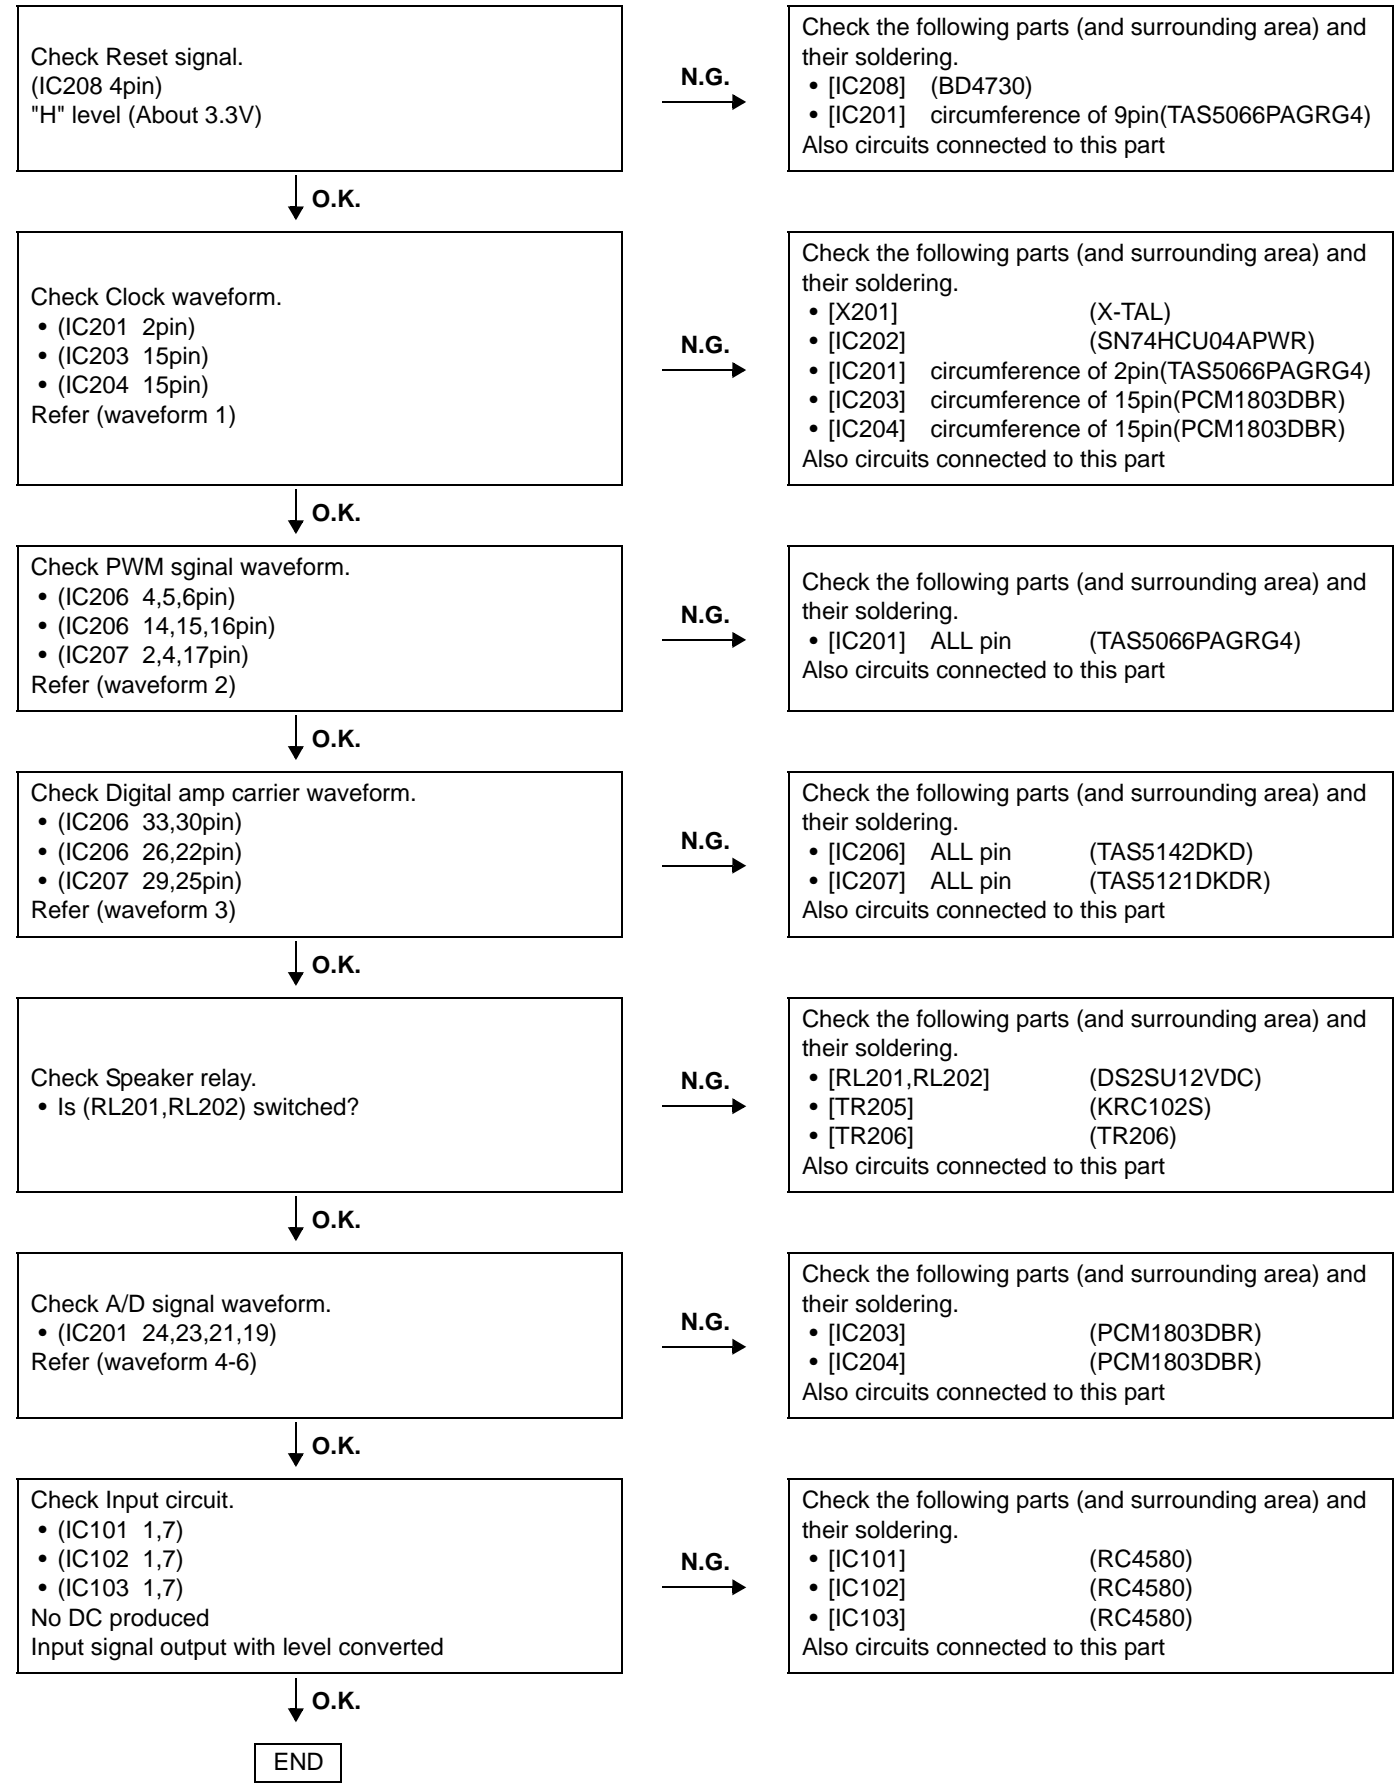 Check Reset signal.
(IC208 4pin)
"H" level (About 3.3V)
N.G.
Check the following parts (and surrounding area) and
their soldering.
• [IC208] (BD4730)
• [IC201] circumference of 9pin(TAS5066PAGRG4)
Also circuits connected to this part
O.K.
Check Clock waveform.
• (IC201 2pin)
• (IC203 15pin)
• (IC204 15pin)
Refer (waveform 1)
N.G.
Check the following parts (and surrounding area) and
their soldering.
• [X201] (X-TAL)
• [IC202] (SN74HCU04APWR)
• [IC201] circumference of 2pin(TAS5066PAGRG4)
• [IC203] circumference of 15pin(PCM1803DBR)
• [IC204] circumference of 15pin(PCM1803DBR)
Also circuits connected to this part
O.K.
Check PWM sginal waveform.
• (IC206 4,5,6pin)
• (IC206 14,15,16pin)
• (IC207 2,4,17pin)
Refer (waveform 2)
N.G.
Check the following parts (and surrounding area) and
their soldering.
• [IC201] ALL pin (TAS5066PAGRG4)
Also circuits connected to this part
O.K.
Check Digital amp carrier waveform.
• (IC206 33,30pin)
• (IC206 26,22pin)
• (IC207 29,25pin)
Refer (waveform 3)
N.G.
Check the following parts (and surrounding area) and
their soldering.
• [IC206] ALL pin (TAS5142DKD)
• [IC207] ALL pin (TAS5121DKDR)
Also circuits connected to this part
O.K.
Check Speaker relay.
• Is (RL201,RL202) switched?
N.G.
Check the following parts (and surrounding area) and
their soldering.
• [RL201,RL202] (DS2SU12VDC)
• [TR205] (KRC102S)
• [TR206] (TR206)
Also circuits connected to this part
O.K.
Check A/D signal waveform.
• (IC201 24,23,21,19)
Refer (waveform 4-6)
N.G.
Check the following parts (and surrounding area) and
their soldering.
• [IC203] (PCM1803DBR)
• [IC204] (PCM1803DBR)
Also circuits connected to this part
O.K.
Check Input circuit.
• (IC101 1,7)
• (IC102 1,7)
• (IC103 1,7)
No DC produced
Input signal output with level converted
N.G.
Check the following parts (and surrounding area) and
their soldering.
• [IC101] (RC4580)
• [IC102] (RC4580)
• [IC103] (RC4580)
Also circuits connected to this part
O.K.
END